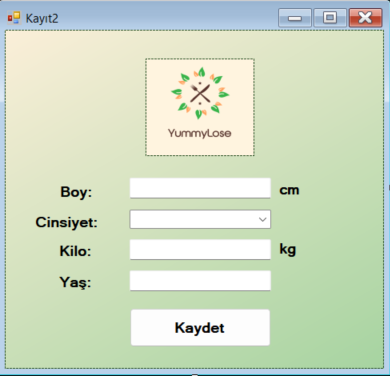 Kayıt2
YummyLose
Boy: cm
Cinsiyet:
Kilo: kg
Yaş:
Kaydet